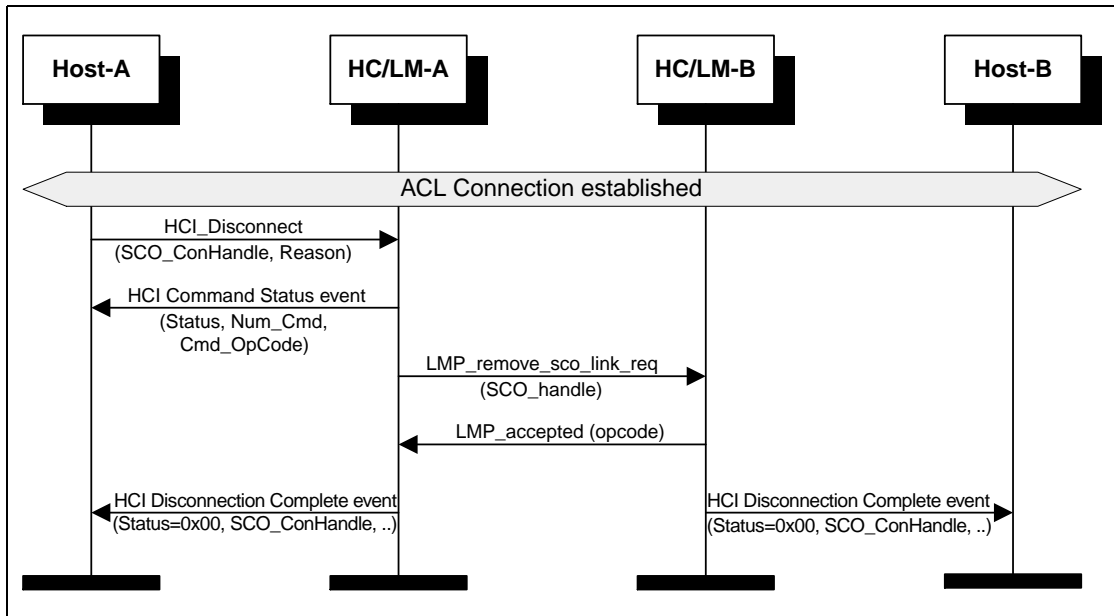 Host-A
HC/LM-A
HC/LM-B
Host-B
ACL Connection established
HCI_Disconnect
(SCO_ConHandle, Reason)
HCI Command Status event
(Status, Num_Cmd,
Cmd_OpCode)
LMP_remove_sco_link_req
(SCO_handle)
LMP_accepted (opcode)
HCI Disconnection Complete event
(Status=0x00, SCO_ConHandle, ..)
HCI Disconnection Complete event
(Status=0x00, SCO_ConHandle, ..)